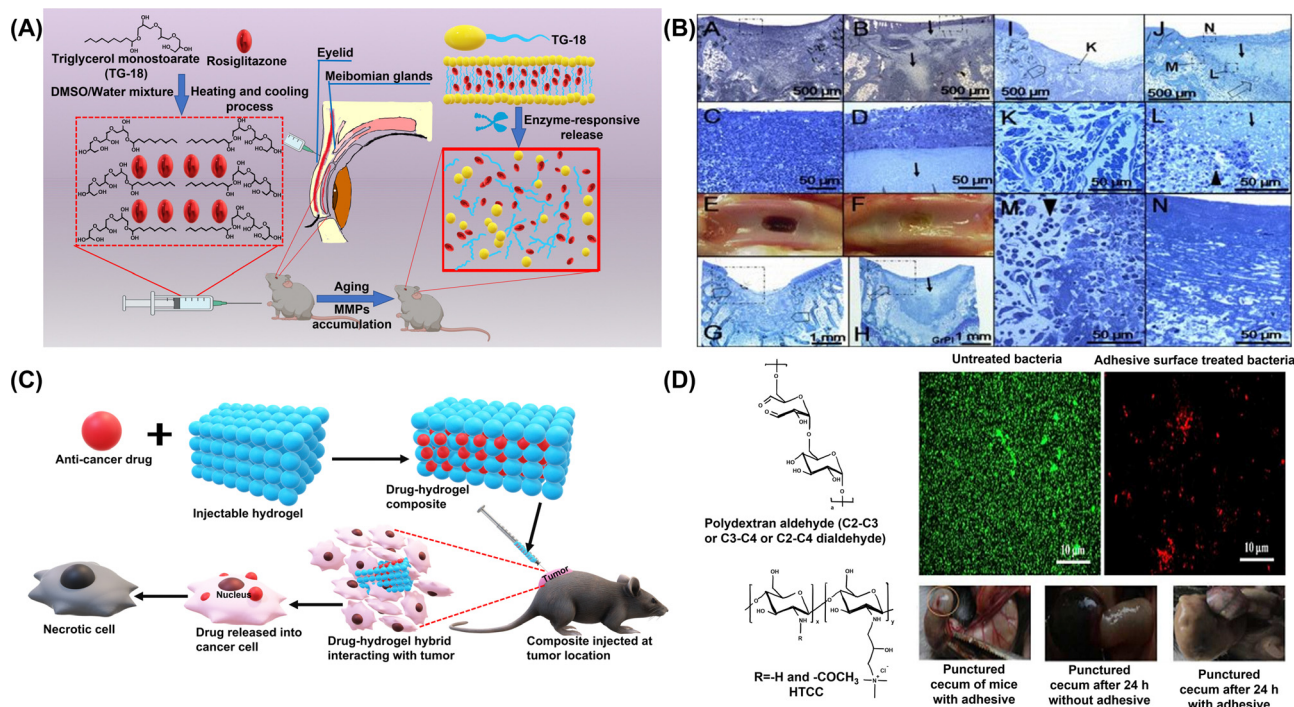 (A)
Triglycerol monostoarate
(TG-18)
Rosiglitazone
DMSO/Water mixture
Heating and cooling
process
Eyelid
Meibomian glands
TG-18
Enzyme-responsive
release
Aging
MMPs
accumulation
(B)
A
500 µm
B
500 µm
I
K
500 µm
J
N
M
L
500 µm
C
50 µm
D
50 µm
K
50 µm
L
50 µm
E
F
M
50 µm
N
50 µm
G
1 mm
H
GrPl
1 mm
(C)
Anti-cancer drug
+
Injectable hydrogel
Drug-hydrogel
composite
Tumor
Composite injected at
tumor location
Drug-hydrogel hybrid
interacting with tumor
Nucleus
Drug released into
cancer cell
Necrotic cell
(D)
Polydextran aldehyde (C2-C3
or C3-C4 or C2-C4 dialdehyde)
R=-H and -COCH3
HTCC
Untreated bacteria
10 µm
Adhesive surface treated bacteria
10 µm
Punctured
cecum of mice
with adhesive
Punctured
cecum after 24 h
without adhesive
Punctured
cecum after 24 h
with adhesive